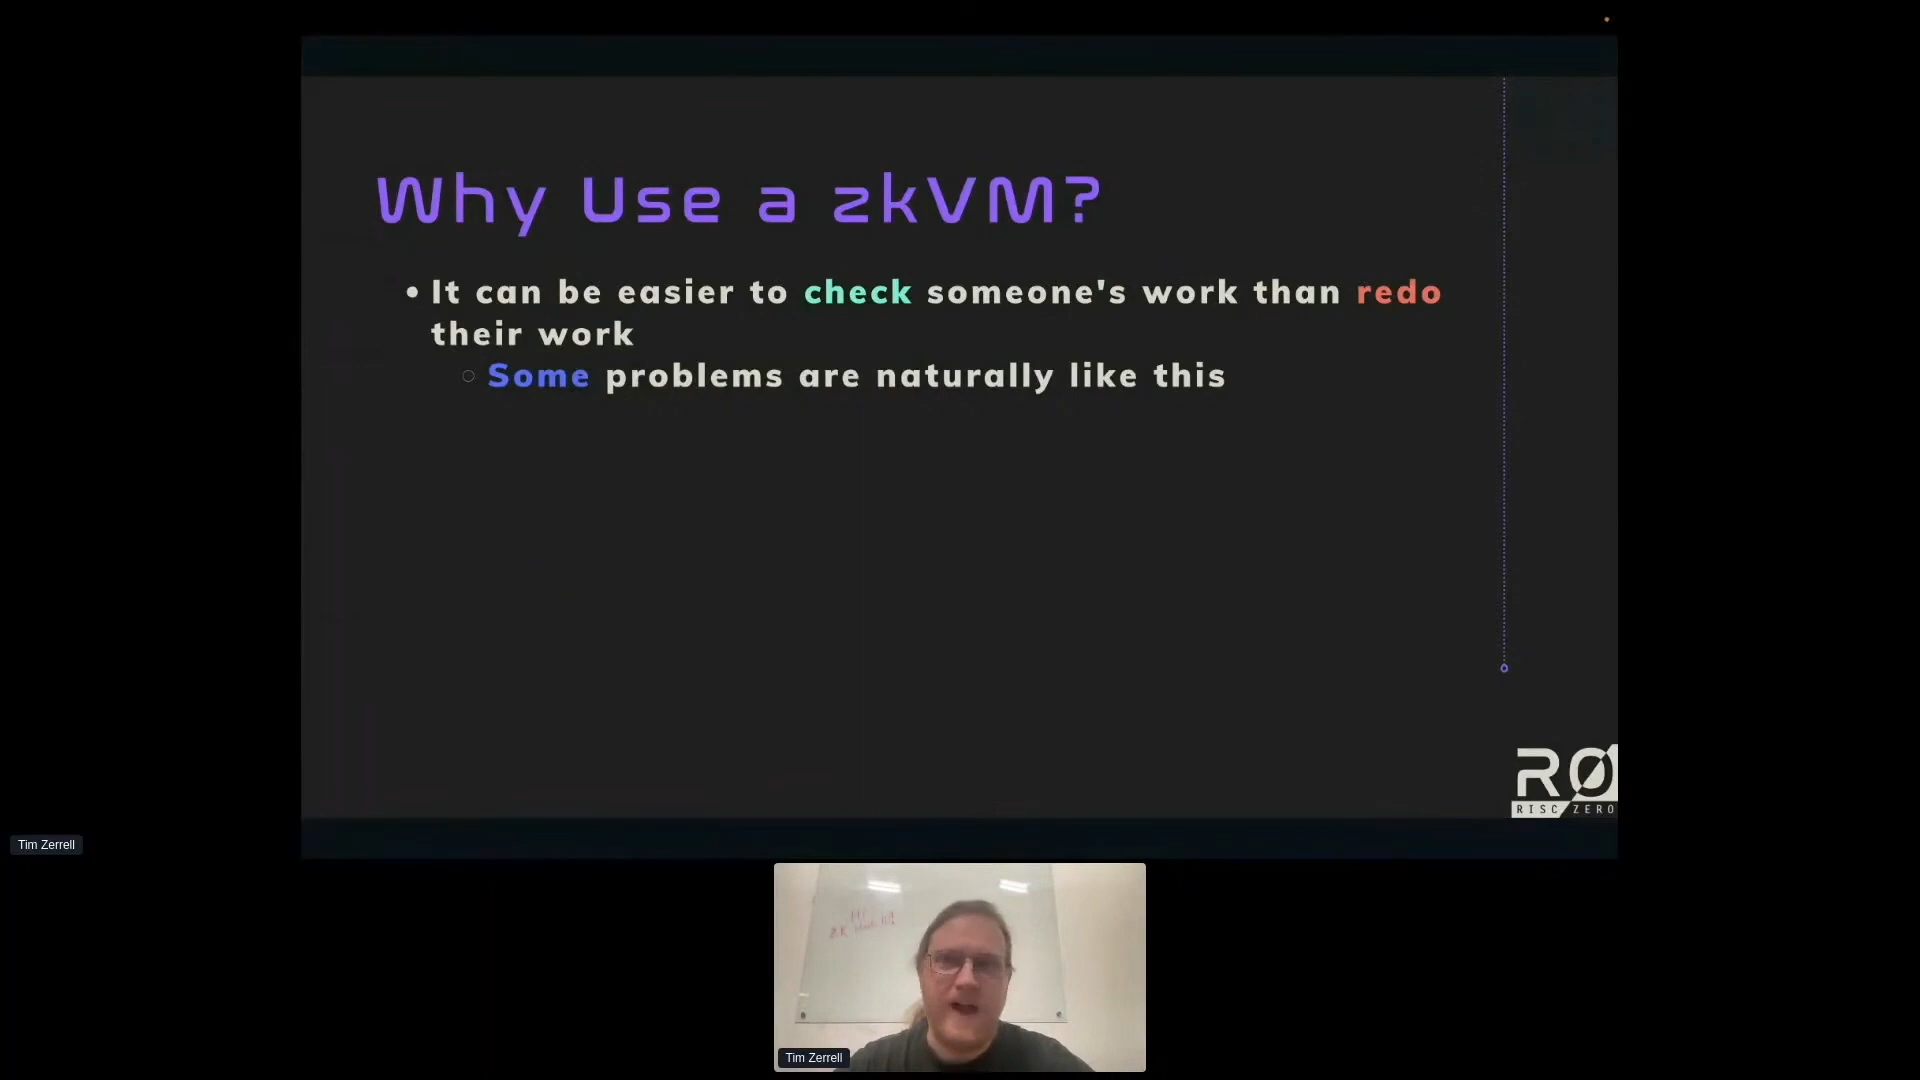 Why Use a zkVM?
• It can be easier to check someone's work than redo
their work
○ Some problems are naturally like this
RØ
RISC ZERO
Tim Zerrell
Tim Zerrell